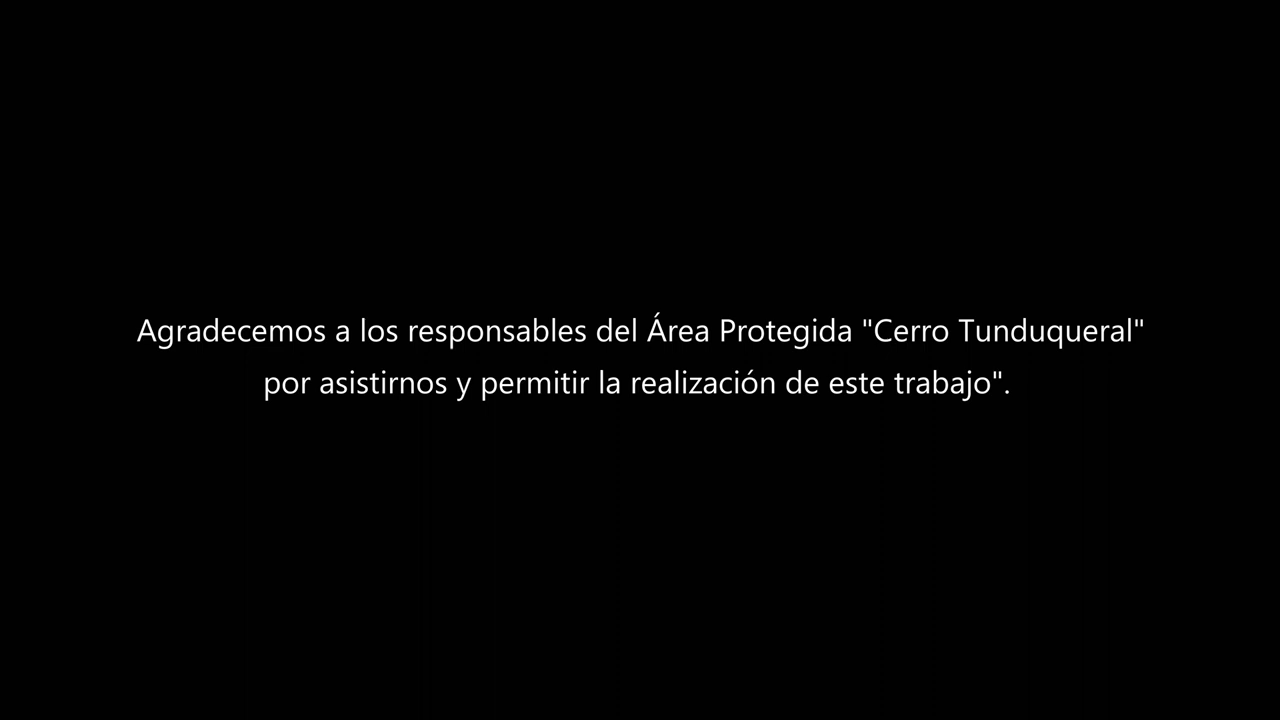 Agradecemos a los responsables del Área Protegida "Cerro Tunduqueral"
por asistirnos y permitir la realización de este trabajo".